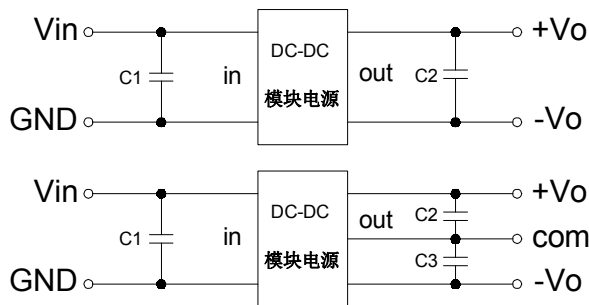 Vin
+Vo
DC-DC
C1
in
out
C2
模块电源
GND
-Vo
Vin
+Vo
DC-DC
C2
out
C1
in
com
模块电源
C3
GND
-Vo